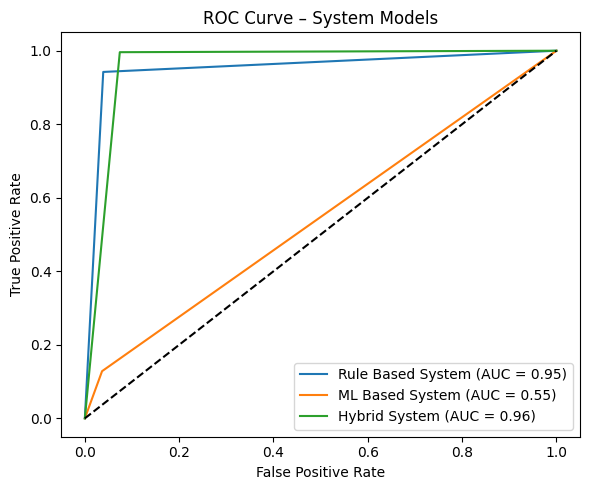 ROC Curve – System Models
True Positive Rate
1.0
0.8
0.6
0.4
0.2
0.0
Rule Based System (AUC = 0.95)
ML Based System (AUC = 0.55)
Hybrid System (AUC = 0.96)
0.0 0.2 0.4 0.6 0.8 1.0
False Positive Rate